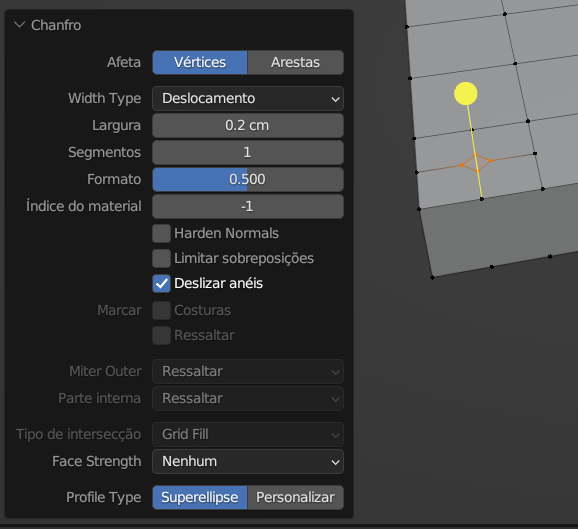 Chanfro
Afeta Vértices Arestas
Width Type Deslocamento
Largura 0.2 cm
Segmentos 1
Formato 0.500
Índice do material -1
Harden Normals
Limitar sobreposições
Deslizar anéis
Marcar Costuras
Ressaltar
Miter Outer Ressaltar
Parte interna Ressaltar
Tipo de intersecção Grid Fill
Face Strength Nenhum
Profile Type Superellipse Personalizar